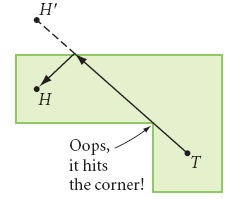 H'
H
Oops,
it hits
the corner!
T